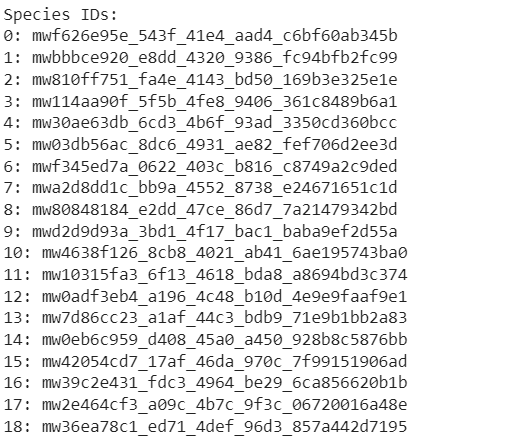 Species IDs:
0: mwf626e95e_543f_41e4_aad4_c6bf60ab345b
1: mwbbbce920_e8dd_4320_9386_fc94bfb2fc99
2: mw810ff751_fa4e_4143_bd50_169b3e325e1e
3: mw114aa90f_5f5b_4fe8_9406_361c8489b6a1
4: mw30ae63db_6cd3_4b6f_93ad_3350cd360bcc
5: mw03db56ac_8dc6_4931_ae82_fef706d2ee3d
6: mwf345ed7a_0622_403c_b816_c8749a2c9ded
7: mwa2d8dd1c_bb9a_4552_8738_e24671651c1d
8: mw80848184_e2dd_47ce_86d7_7a21479342bd
9: mwd2d9d93a_3bd1_4f17_bac1_baba9ef2d55a
10: mw4638f126_8cb8_4021_ab41_6ae195743ba0
11: mw10315fa3_6f13_4618_bda8_a8694bd3c374
12: mw0adf3eb4_a196_4c48_b10d_4e9e9faaf9e1
13: mw7d86cc23_a1af_44c3_bdb9_71e9b1bb2a83
14: mw0eb6c959_d408_45a0_a450_928b8c5876bb
15: mw42054cd7_17af_46da_970c_7f99151906ad
16: mw39c2e431_fdc3_4964_be29_6ca856620b1b
17: mw2e464cf3_a09c_4b7c_9f3c_06720016a48e
18: mw36ea78c1_ed71_4def_96d3_857a442d7195